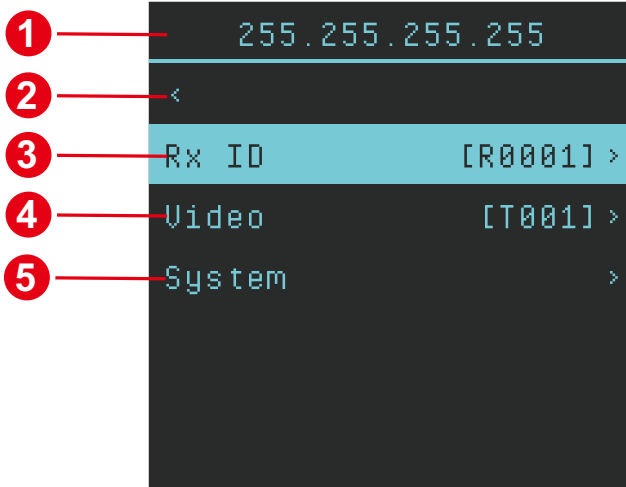 1 255.255.255.255
2 <
3 Rx ID [R0001] >
4 Video [T001] >
5 System >